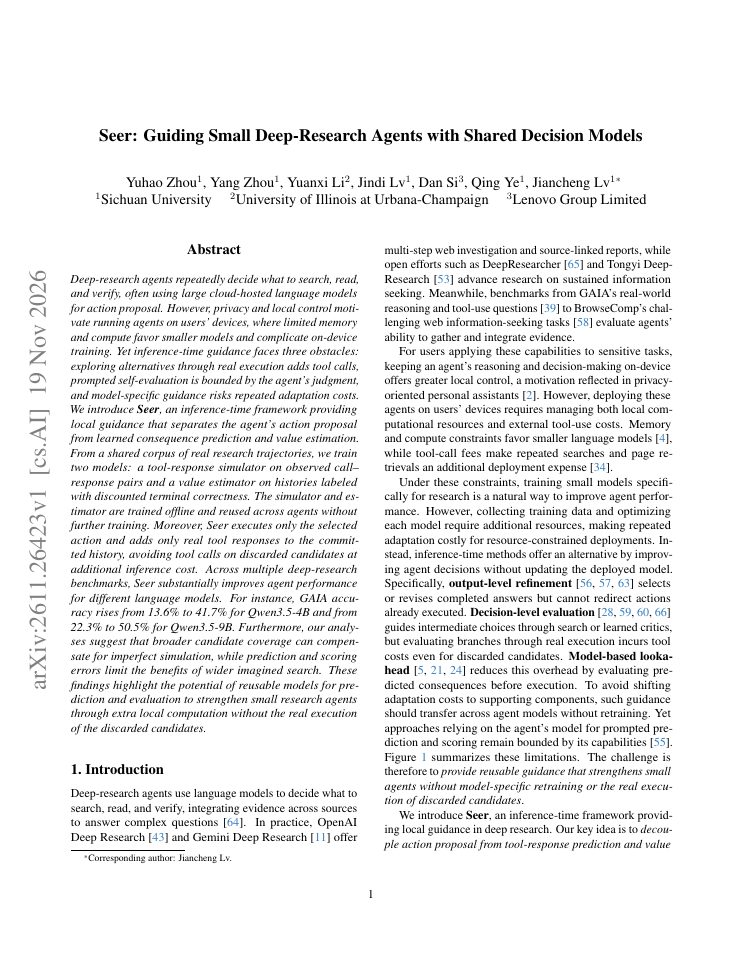 Seer: Guiding Small Deep-Research Agents with Shared Decision Models
Yuhao Zhou1, Yang Zhou1, Yuanxi Li2, Jindi Lv1, Dan Si3, Qing Ye1, Jiancheng Lv1*
1Sichuan University 2University of Illinois at Urbana-Champaign 3Lenovo Group Limited
arXiv:2611.26423v1 [cs.AI] 19 Nov 2026
Abstract
Deep-research agents repeatedly decide what to search, read,
and verify, often using large cloud-hosted language models
for action proposal. However, privacy and local control moti-
vate running agents on users' devices, where limited memory
and compute favor smaller models and complicate on-device
training. Yet inference-time guidance faces three obstacles:
exploring alternatives through real execution adds tool calls,
prompted self-evaluation is bounded by the agent's judgment,
and model-specific guidance risks repeated adaptation costs.
We introduce Seer, an inference-time framework providing
local guidance that separates the agent's action proposal
from learned consequence prediction and value estimation.
From a shared corpus of real research trajectories, we train
two models: a tool-response simulator on observed call–
response pairs and a value estimator on histories labeled
with discounted terminal correctness. The simulator and es-
timator are trained offline and reused across agents without
further training. Moreover, Seer executes only the selected
action and adds only real tool responses to the commit-
ted history, avoiding tool calls on discarded candidates at
additional inference cost. Across multiple deep-research
benchmarks, Seer substantially improves agent performance
for different language models. For instance, GAIA accu-
racy rises from 13.6% to 41.7% for Qwen3.5-4B and from
22.3% to 50.5% for Qwen3.5-9B. Furthermore, our analy-
ses suggest that broader candidate coverage can compen-
sate for imperfect simulation, while prediction and scoring
errors limit the benefits of wider imagined search. These
findings highlight the potential of reusable models for pre-
diction and evaluation to strengthen small research agents
through extra local computation without the real execution
of the discarded candidates.
1. Introduction
Deep-research agents use language models to decide what to
search, read, and verify, integrating evidence across sources
to answer complex questions [64]. In practice, OpenAI
Deep Research [43] and Gemini Deep Research [11] offer
*Corresponding author: Jiancheng Lv.
multi-step web investigation and source-linked reports, while
open efforts such as DeepResearcher [65] and Tongyi Deep-
Research [53] advance research on sustained information
seeking. Meanwhile, benchmarks from GAIA's real-world
reasoning and tool-use questions [39] to BrowseComp's chal-
lenging web information-seeking tasks [58] evaluate agents'
ability to gather and integrate evidence.
For users applying these capabilities to sensitive tasks,
keeping an agent's reasoning and decision-making on-device
offers greater local control, a motivation reflected in privacy-
oriented personal assistants [2]. However, deploying these
agents on users' devices requires managing both local com-
putational resources and external tool-use costs. Memory
and compute constraints favor smaller language models [4],
while tool-call fees make repeated searches and page re-
trievals an additional deployment expense [34].
Under these constraints, training small models specifi-
cally for research is a natural way to improve agent perfor-
mance. However, collecting training data and optimizing
each model require additional resources, making repeated
adaptation costly for resource-constrained deployments. In-
stead, inference-time methods offer an alternative by improv-
ing agent decisions without updating the deployed model.
Specifically, output-level refinement [56, 57, 63] selects
or revises completed answers but cannot redirect actions
already executed. Decision-level evaluation [28, 59, 60, 66]
guides intermediate choices through search or learned critics,
but evaluating branches through real execution incurs tool
costs even for discarded candidates. Model-based looka-
head [5, 21, 24] reduces this overhead by evaluating pre-
dicted consequences before execution. To avoid shifting
adaptation costs to supporting components, such guidance
should transfer across agent models without retraining. Yet
approaches relying on the agent's model for prompted pre-
diction and scoring remain bounded by its capabilities [55].
Figure 1 summarizes these limitations. The challenge is
therefore to provide reusable guidance that strengthens small
agents without model-specific retraining or the real execu-
tion of discarded candidates.
We introduce Seer, an inference-time framework provid-
ing local guidance in deep research. Our key idea is to decou-
ple action proposal from tool-response prediction and value
1